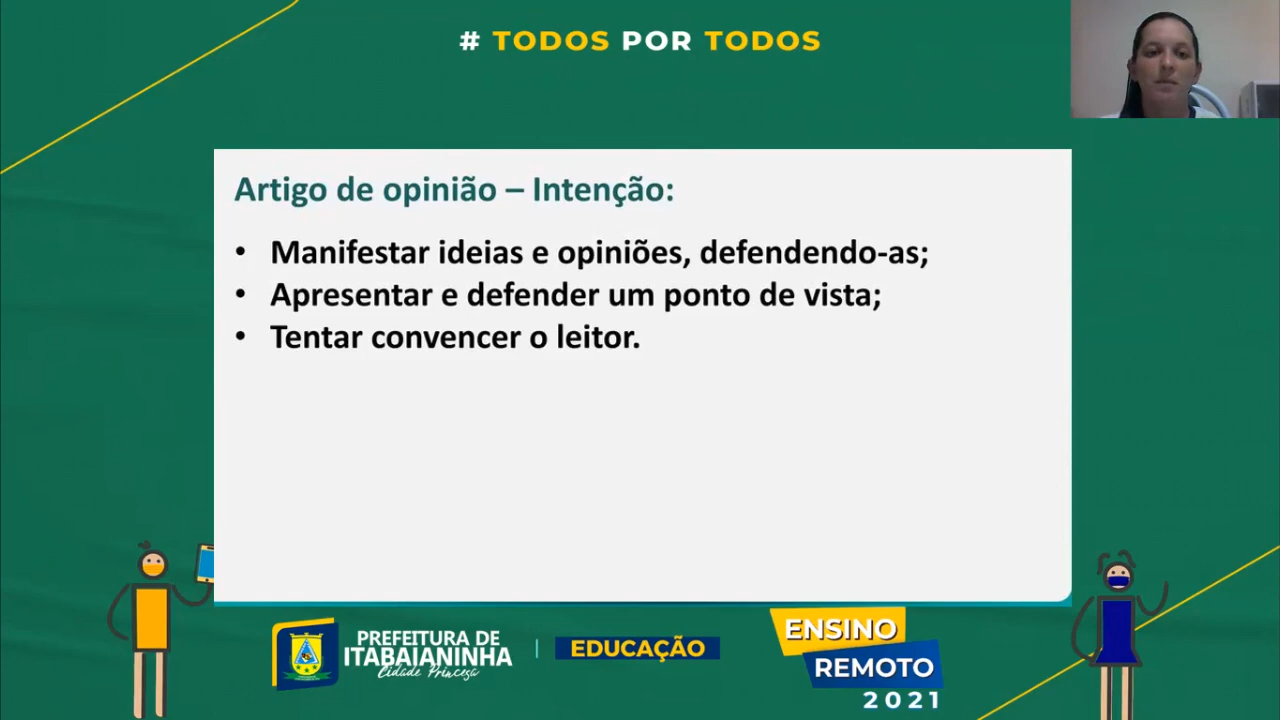 # TODOS POR TODOS
Artigo de opinião – Intenção:
• Manifestar ideias e opiniões, defendendo-as;
• Apresentar e defender um ponto de vista;
• Tentar convencer o leitor.
PREFEITURA DE
ITABAIANINHA
Cidade Princesa
EDUCAÇÃO
ENSINO
REMOTO
2021